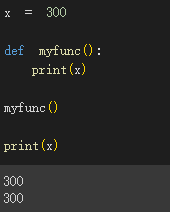 x = 300
def myfunc():
    print(x)
myfunc()
print(x)
300
300